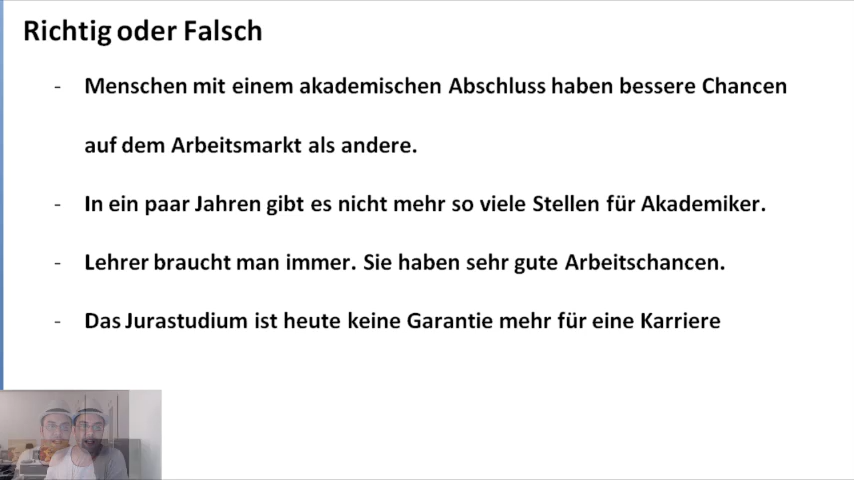 Richtig oder Falsch
- Menschen mit einem akademischen Abschluss haben bessere Chancen
auf dem Arbeitsmarkt als andere.
- In ein paar Jahren gibt es nicht mehr so viele Stellen für Akademiker.
- Lehrer braucht man immer. Sie haben sehr gute Arbeitschancen.
- Das Jurastudium ist heute keine Garantie mehr für eine Karriere